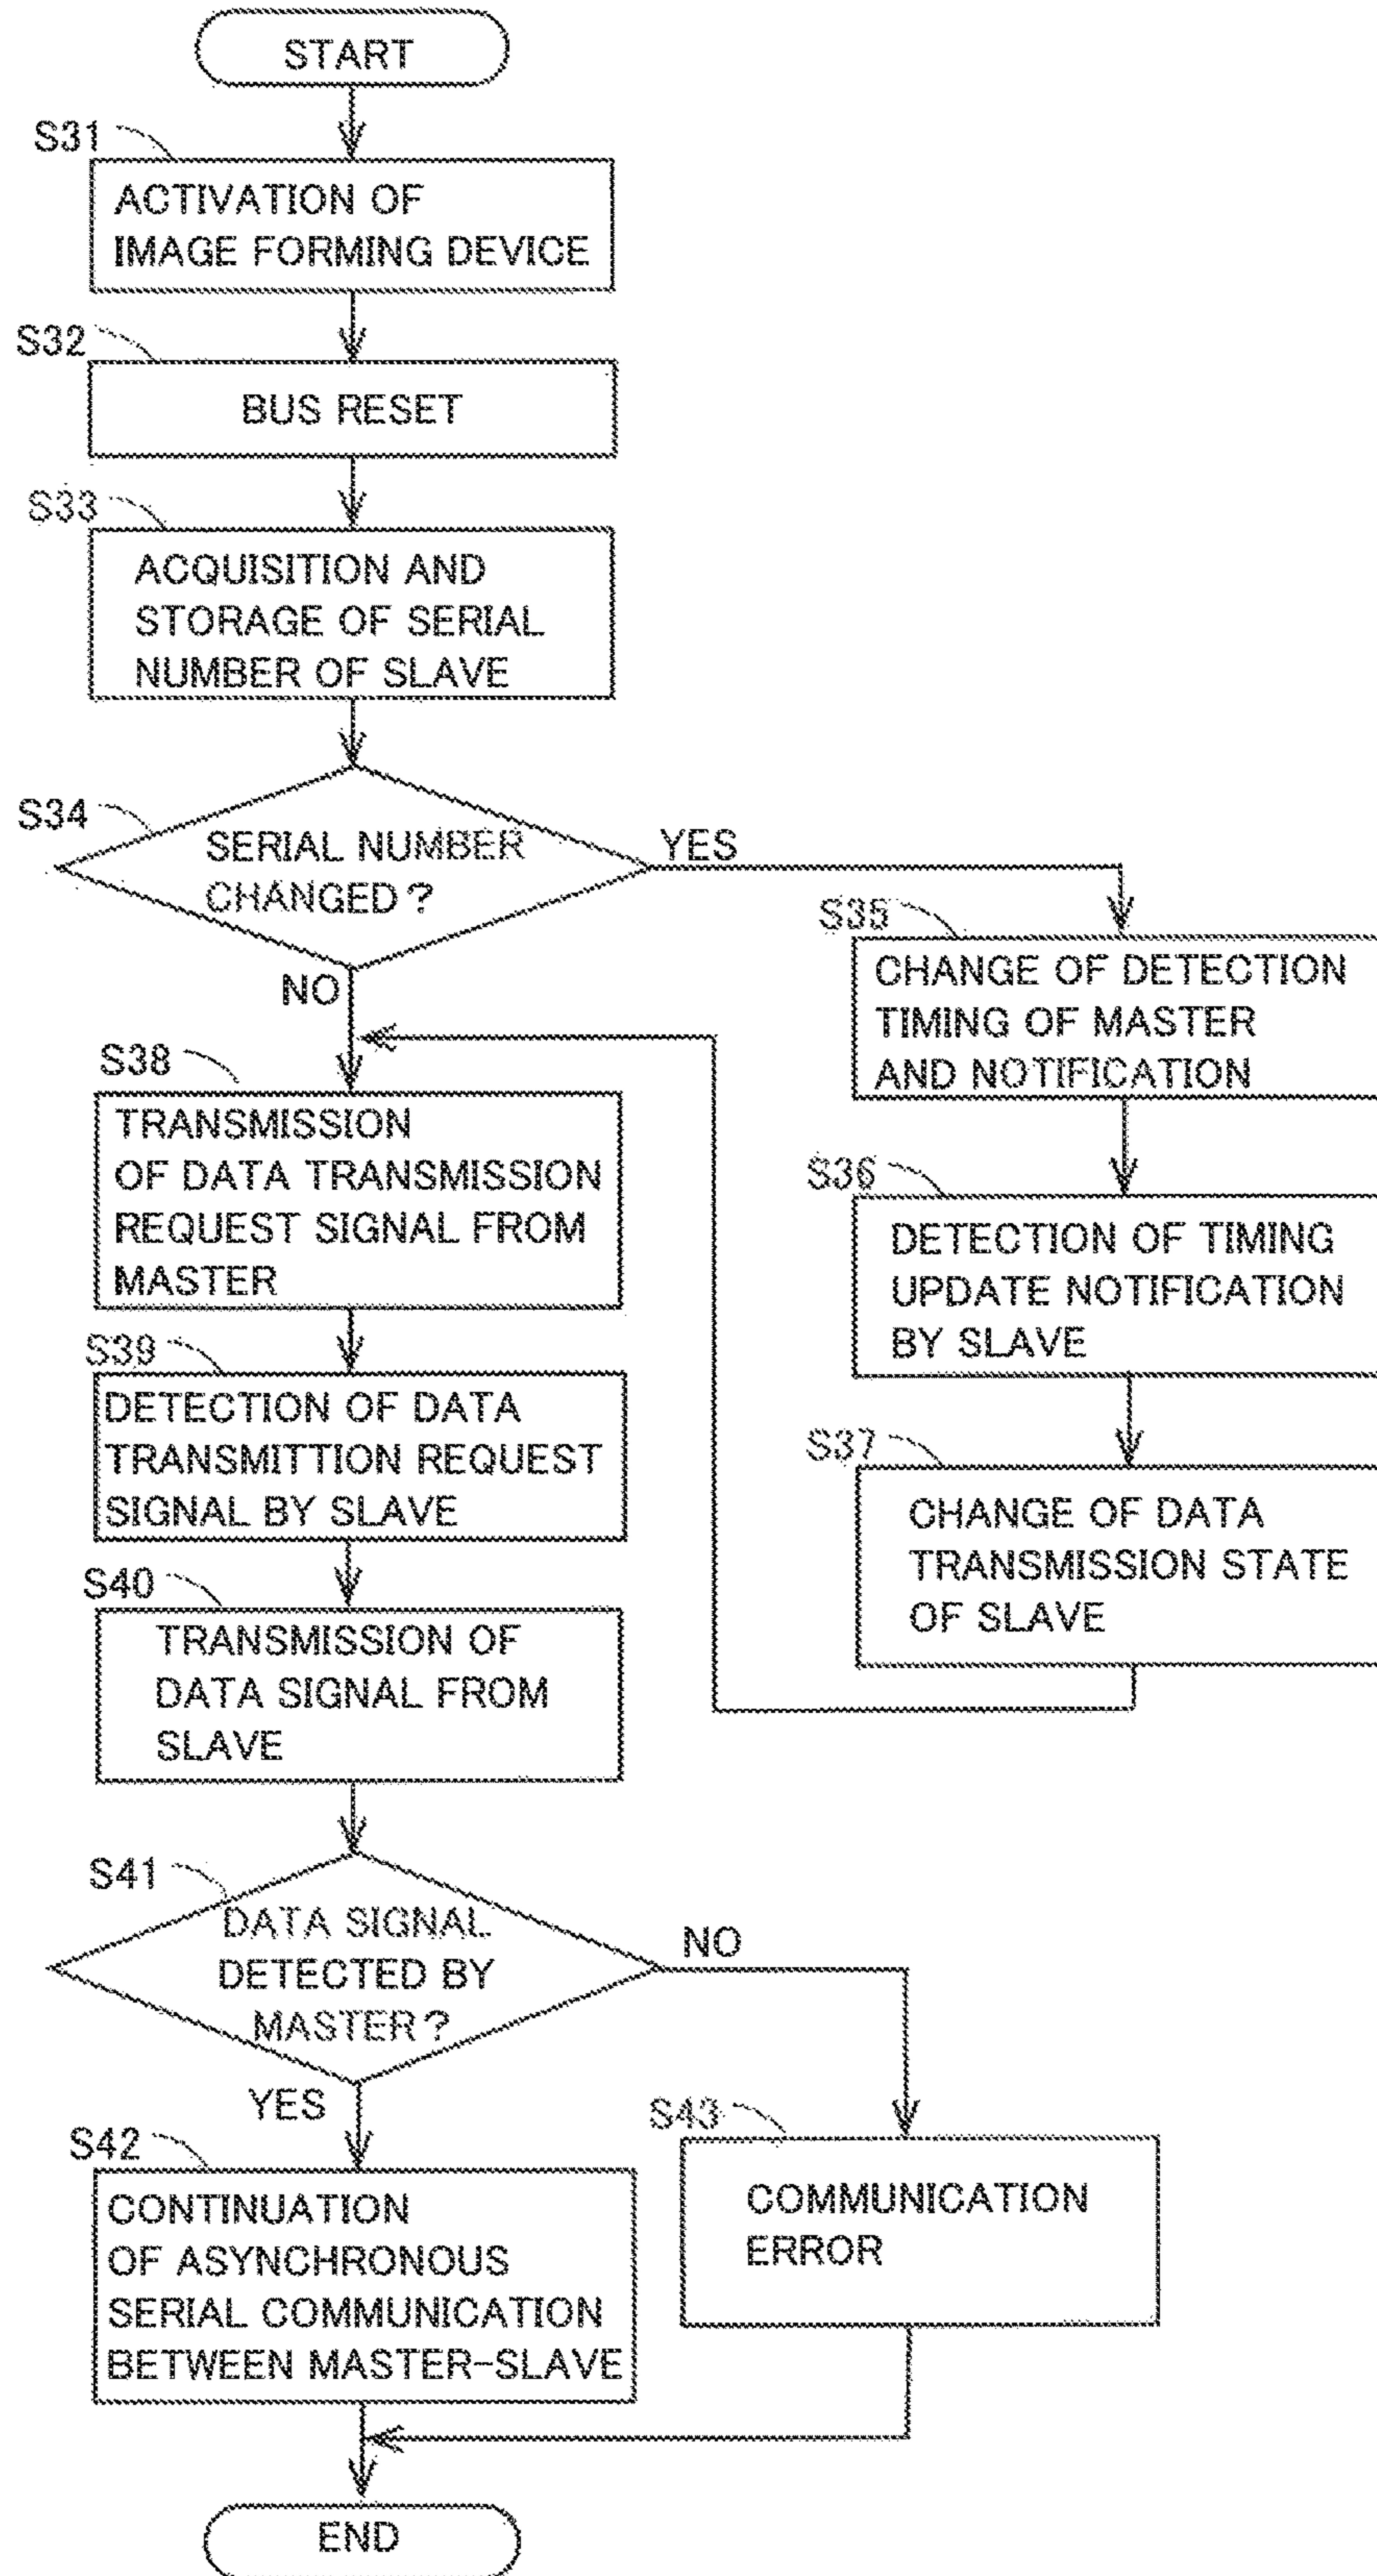 START
S31
ACTIVATION OF
IMAGE FORMING DEVICE
S32
BUS RESET
S33
ACQUISITION AND
STORAGE OF SERIAL
NUMBER OF SLAVE
S34
SERIAL NUMBER
CHANGED?
YES
NO
S35
CHANGE OF DETECTION
TIMING OF MASTER
AND NOTIFICATION
S36
DETECTION OF TIMING
UPDATE NOTIFICATION
BY SLAVE
S37
CHANGE OF DATA
TRANSMISSION STATE
OF SLAVE
S38
TRANSMISSION
OF DATA TRANSMISSION
REQUEST SIGNAL FROM
MASTER
S39
DETECTION OF DATA
TRANSMITTION REQUEST
SIGNAL BY SLAVE
S40
TRANSMISSION OF
DATA SIGNAL FROM
SLAVE
S41
DATA SIGNAL
DETECTED BY
MASTER?
NO
YES
S42
CONTINUATION
OF ASYNCHRONOUS
SERIAL COMMUNICATION
BETWEEN MASTER-SLAVE
S43
COMMUNICATION
ERROR
END